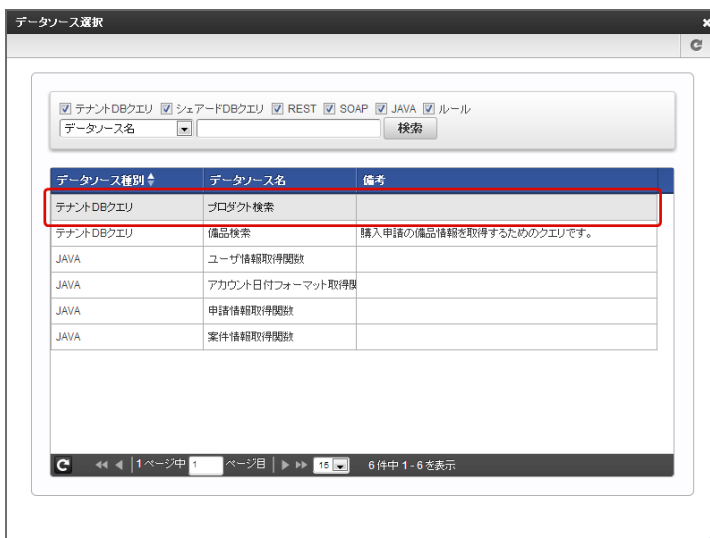 データソース選択
テナントDBクエリ シェアードDBクエリ REST SOAP JAVA ルール
データソース名 検索
データソース種別 データソース名 備考
テナントDBクエリ プロダクト検索
テナントDBクエリ 備品検索 購入申請の備品情報を取得するためのクエリです。
JAVA ユーザ情報取得関数
JAVA アカウント日付フォーマット取得関
JAVA 申請情報取得関数
JAVA 案件情報取得関数
1ページ中 1 ページ目 15 6件中 1 - 6 を表示